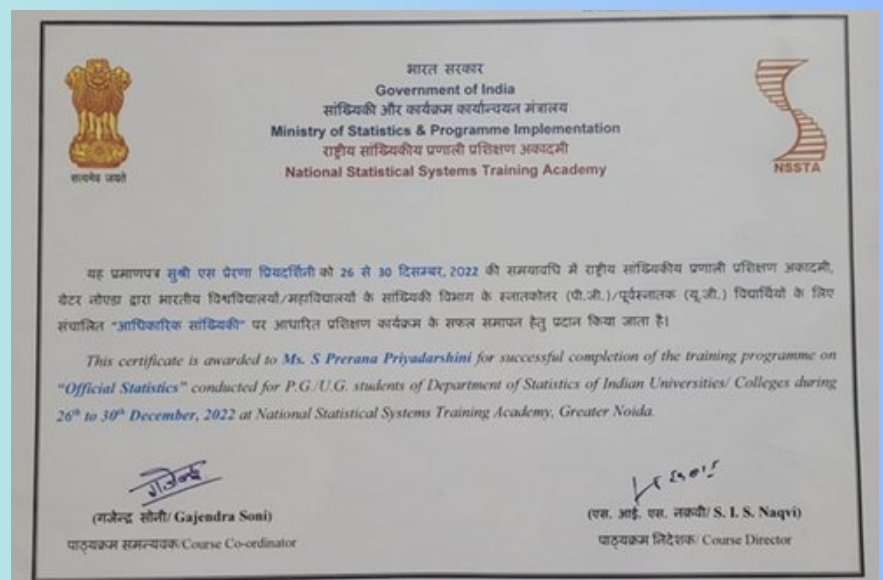 भारत सरकार
Government of India
सांख्यिकी और कार्यक्रम कार्यान्वयन मंत्रालय
Ministry of Statistics & Programme Implementation
राष्ट्रीय सांख्यिकीय प्रणाली प्रशिक्षण अकादमी
National Statistical Systems Training Academy
सत्यमेव जयते
NSSTA
यह प्रमाणपत्र सुश्री एस प्रेरणा प्रियदर्शिनी को 26 से 30 दिसम्बर, 2022 की समयावधि में राष्ट्रीय सांख्यिकीय प्रणाली प्रशिक्षण अकादमी,
ग्रेटर नोएडा द्वारा भारतीय विश्वविद्यालयों/महाविद्यालयों के सांख्यिकी विभाग के स्नातकोत्तर (पी.जी.)/पूर्वस्नातक (यू.जी.) विद्यार्थियों के लिए
संचालित "आधिकारिक सांख्यिकी" पर आधारित प्रशिक्षण कार्यक्रम के सफल समापन हेतु प्रदान किया जाता है।
This certificate is awarded to Ms. S Prerana Priyadarshini for successful completion of the training programme on
"Official Statistics" conducted for P.G./U.G. students of Department of Statistics of Indian Universities/ Colleges during
26th to 30th December, 2022 at National Statistical Systems Training Academy, Greater Noida.
गजेन्द्र
(गजेन्द्र सोनी/ Gajendra Soni)
पाठ्यक्रम समन्वयक/Course Co-ordinator
(एस. आई. एस. नक़वी/ S. I. S. Naqvi)
पाठ्यक्रम निदेशक/ Course Director